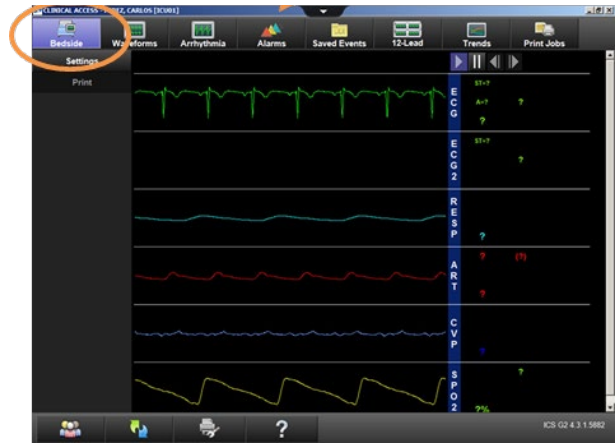 CLINICAL ACCESS - PEREZ, CARLOS [ICU01]
Bedside Waveforms Arrhythmia Alarms Saved Events 12-Lead Trends Print Jobs
Settings
Print
ECG ST=?
A=? ?
?
ECG2 ST=?
?
RESP ?
ART ? (?)
?
CVP ?
SPO2 ?
?%
? ICS G2 4.3.1.5882